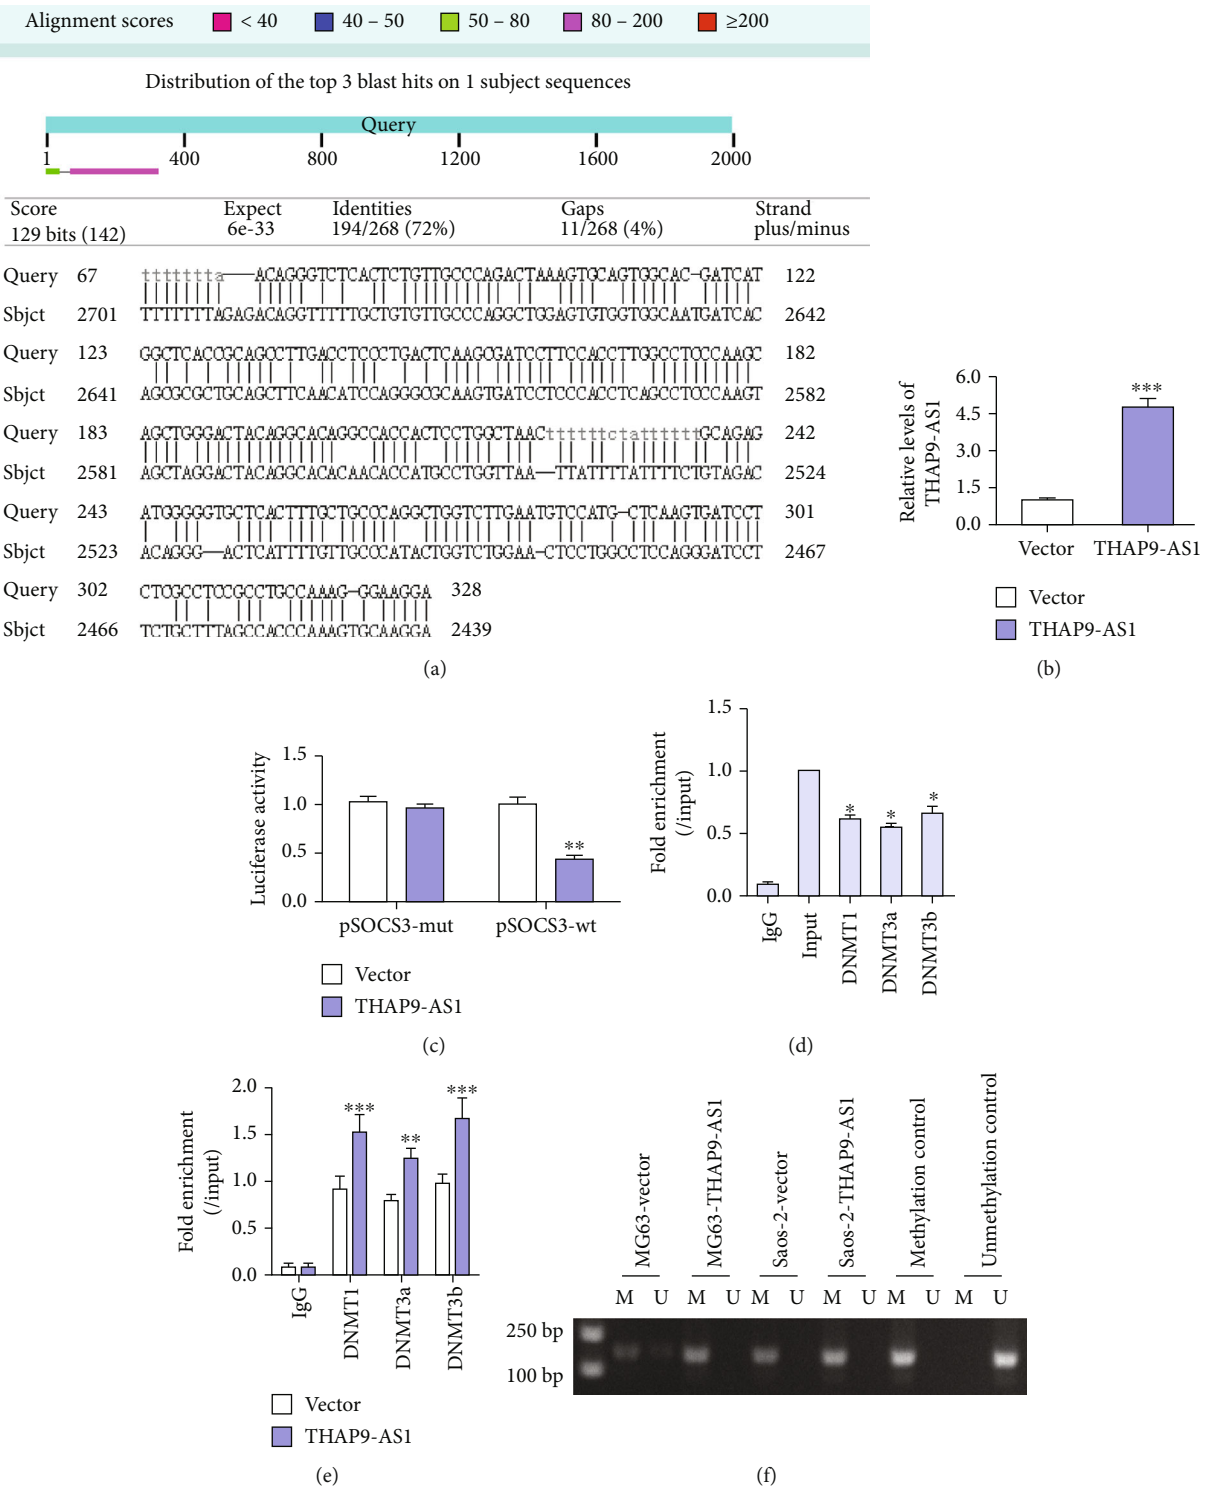 Alignment scores < 40 40 – 50 50 – 80 80 – 200 ≥200
Distribution of the top 3 blast hits on 1 subject sequences
Query
1 400 800 1200 1600 2000
Score Expect Identities Gaps Strand
129 bits (142) 6e-33 194/268 (72%) 11/268 (4%) plus/minus
Query 67 ttttttttta—ACAGGGTCTCACTCTGTTGCCCAGACTAAAGTGCAGTGGCAC-GATCAT 122
Sbjct 2701 TTTTTTTTAGAGACAGGTTTTTGCTGTGTTGCCCAGGCTGGAGTGTGGTGGCAATGATCAC 2642
Query 123 GGCTCACCGCAGCCTTGACCTCCCTGACTCAAGCGATCCTTCCACCTTGGCCTCCCAAGC 182
Sbjct 2641 AGCGCGCTGCAGCTTCAACATCCAGGGCGCAAGTGATCCTCCCACCTCAGCCTCCCAAGT 2582
Query 183 AGCTGGGACTACAGGCACAGGCCACCACTCCTGGCTAACttttttctattttttGCAGAG 242
Sbjct 2581 AGCTAGGACTACAGGCACACAACACCATGCCTGGTTAA—TTATTTTATTTTCTGTAGAC 2524
Query 243 ATGGGGGTGCTCACTTTGCTGCCCAGGCTGGTCTTGAATGTCCATG-CTCAAGTGATCCT 301
Sbjct 2523 ACAGGG—ACTCATTTTGTTGCCCATACTGGTCTGGAA-CTCCTGGCCTCCAGGGATCCT 2467
Query 302 CTCGCCTCCGCCTGCCAAAG-GGAAGGA 328
Sbjct 2466 TCTGCTTTAGCCACCCAAAGTGCAAGGA 2439
(a)
Relative levels of
THAP9-AS1
6.0
4.5
3.0
1.5
0.0
***
Vector THAP9-AS1
Vector
THAP9-AS1
(b)
Luciferase activity
1.5
1.0
0.5
0.0
**
pSOCS3-mut pSOCS3-wt
Vector
THAP9-AS1
(c)
Fold enrichment
(/input)
1.5
1.0
0.5
0.0
* * *
IgG Input DNMT1 DNMT3a DNMT3b
(d)
Fold enrichment
(/input)
2.0
1.5
1.0
0.5
0.0
*** ** ***
IgG DNMT1 DNMT3a DNMT3b
Vector
THAP9-AS1
(e)
MG63-vector MG63-THAP9-AS1 Saos-2-vector Saos-2-THAP9-AS1 Methylation control Unmethylation control
M U M U M U M U M U M U
250 bp
100 bp
(f)